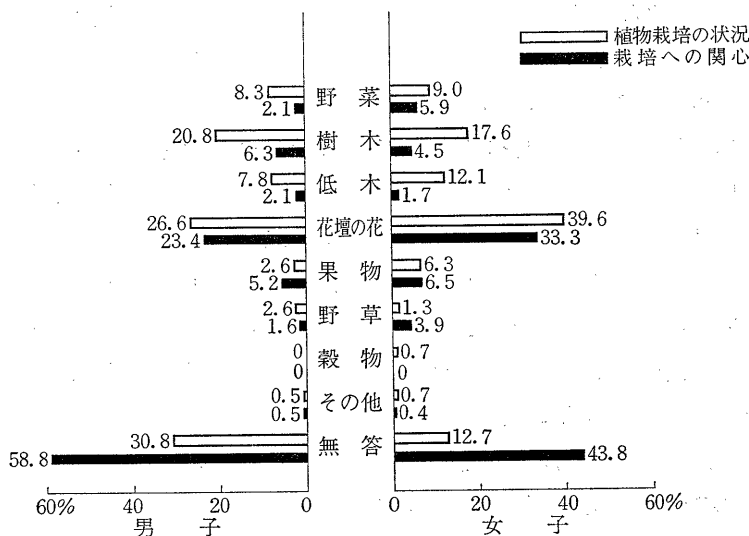 植物栽培の状況
栽培への関心
8.3 野菜 9.0
2.1 5.9
20.8 樹木 17.6
6.3 4.5
7.8 低木 12.1
2.1 1.7
26.6 花壇の花 39.6
23.4 33.3
2.6 果物 6.3
5.2 6.5
2.6 野草 1.3
1.6 3.9
0 穀物 0.7
0 0
0.5 その他 0.7
0.5 0.4
30.8 無答 12.7
58.8 43.8
60% 40 20 0 0 20 40 60%
男子 女子